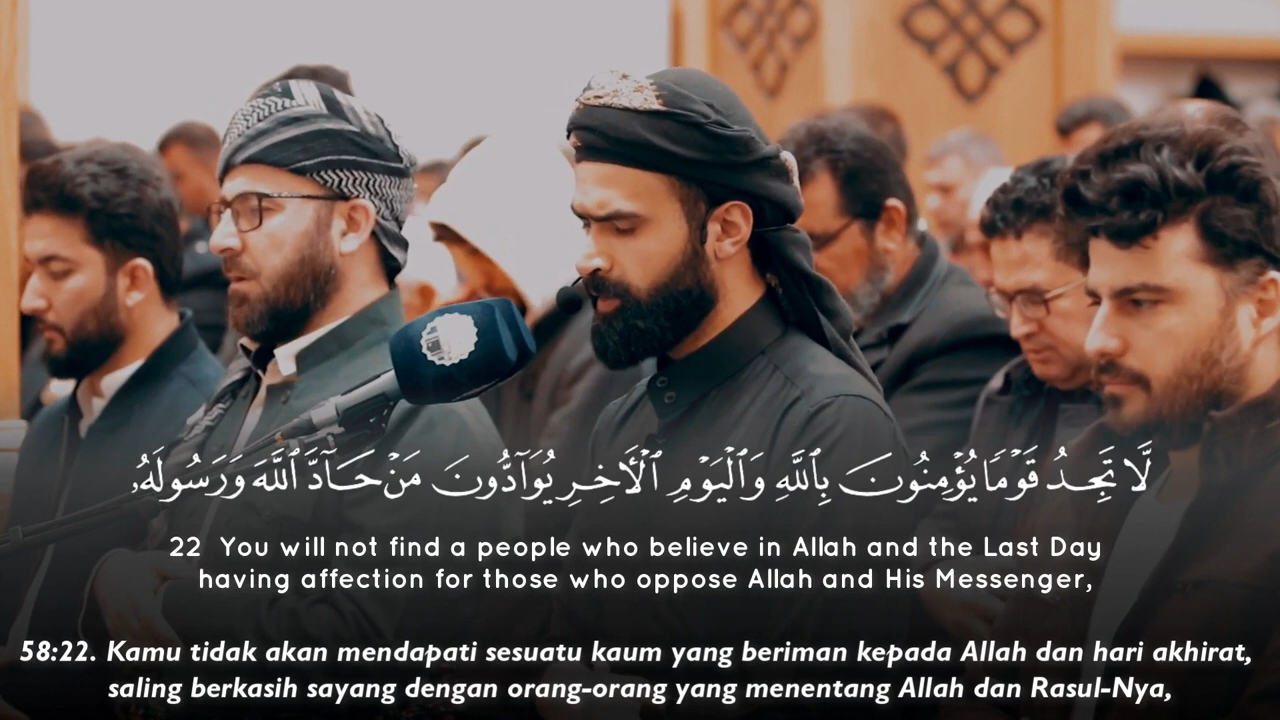 لَّا تَجِدُ قَوْمًا يُؤْمِنُونَ بِٱللَّهِ وَٱلْيَوْمِ ٱلْـَٔاخِرِ يُوَآدُّونَ مَنْ حَآدَّ ٱللَّهَ وَرَسُولَهُۥ
22 You will not find a people who believe in Allah and the Last Day
having affection for those who oppose Allah and His Messenger,
58:22. Kamu tidak akan mendapati sesuatu kaum yang beriman kepada Allah dan hari akhirat,
saling berkasih sayang dengan orang-orang yang menentang Allah dan Rasul-Nya,